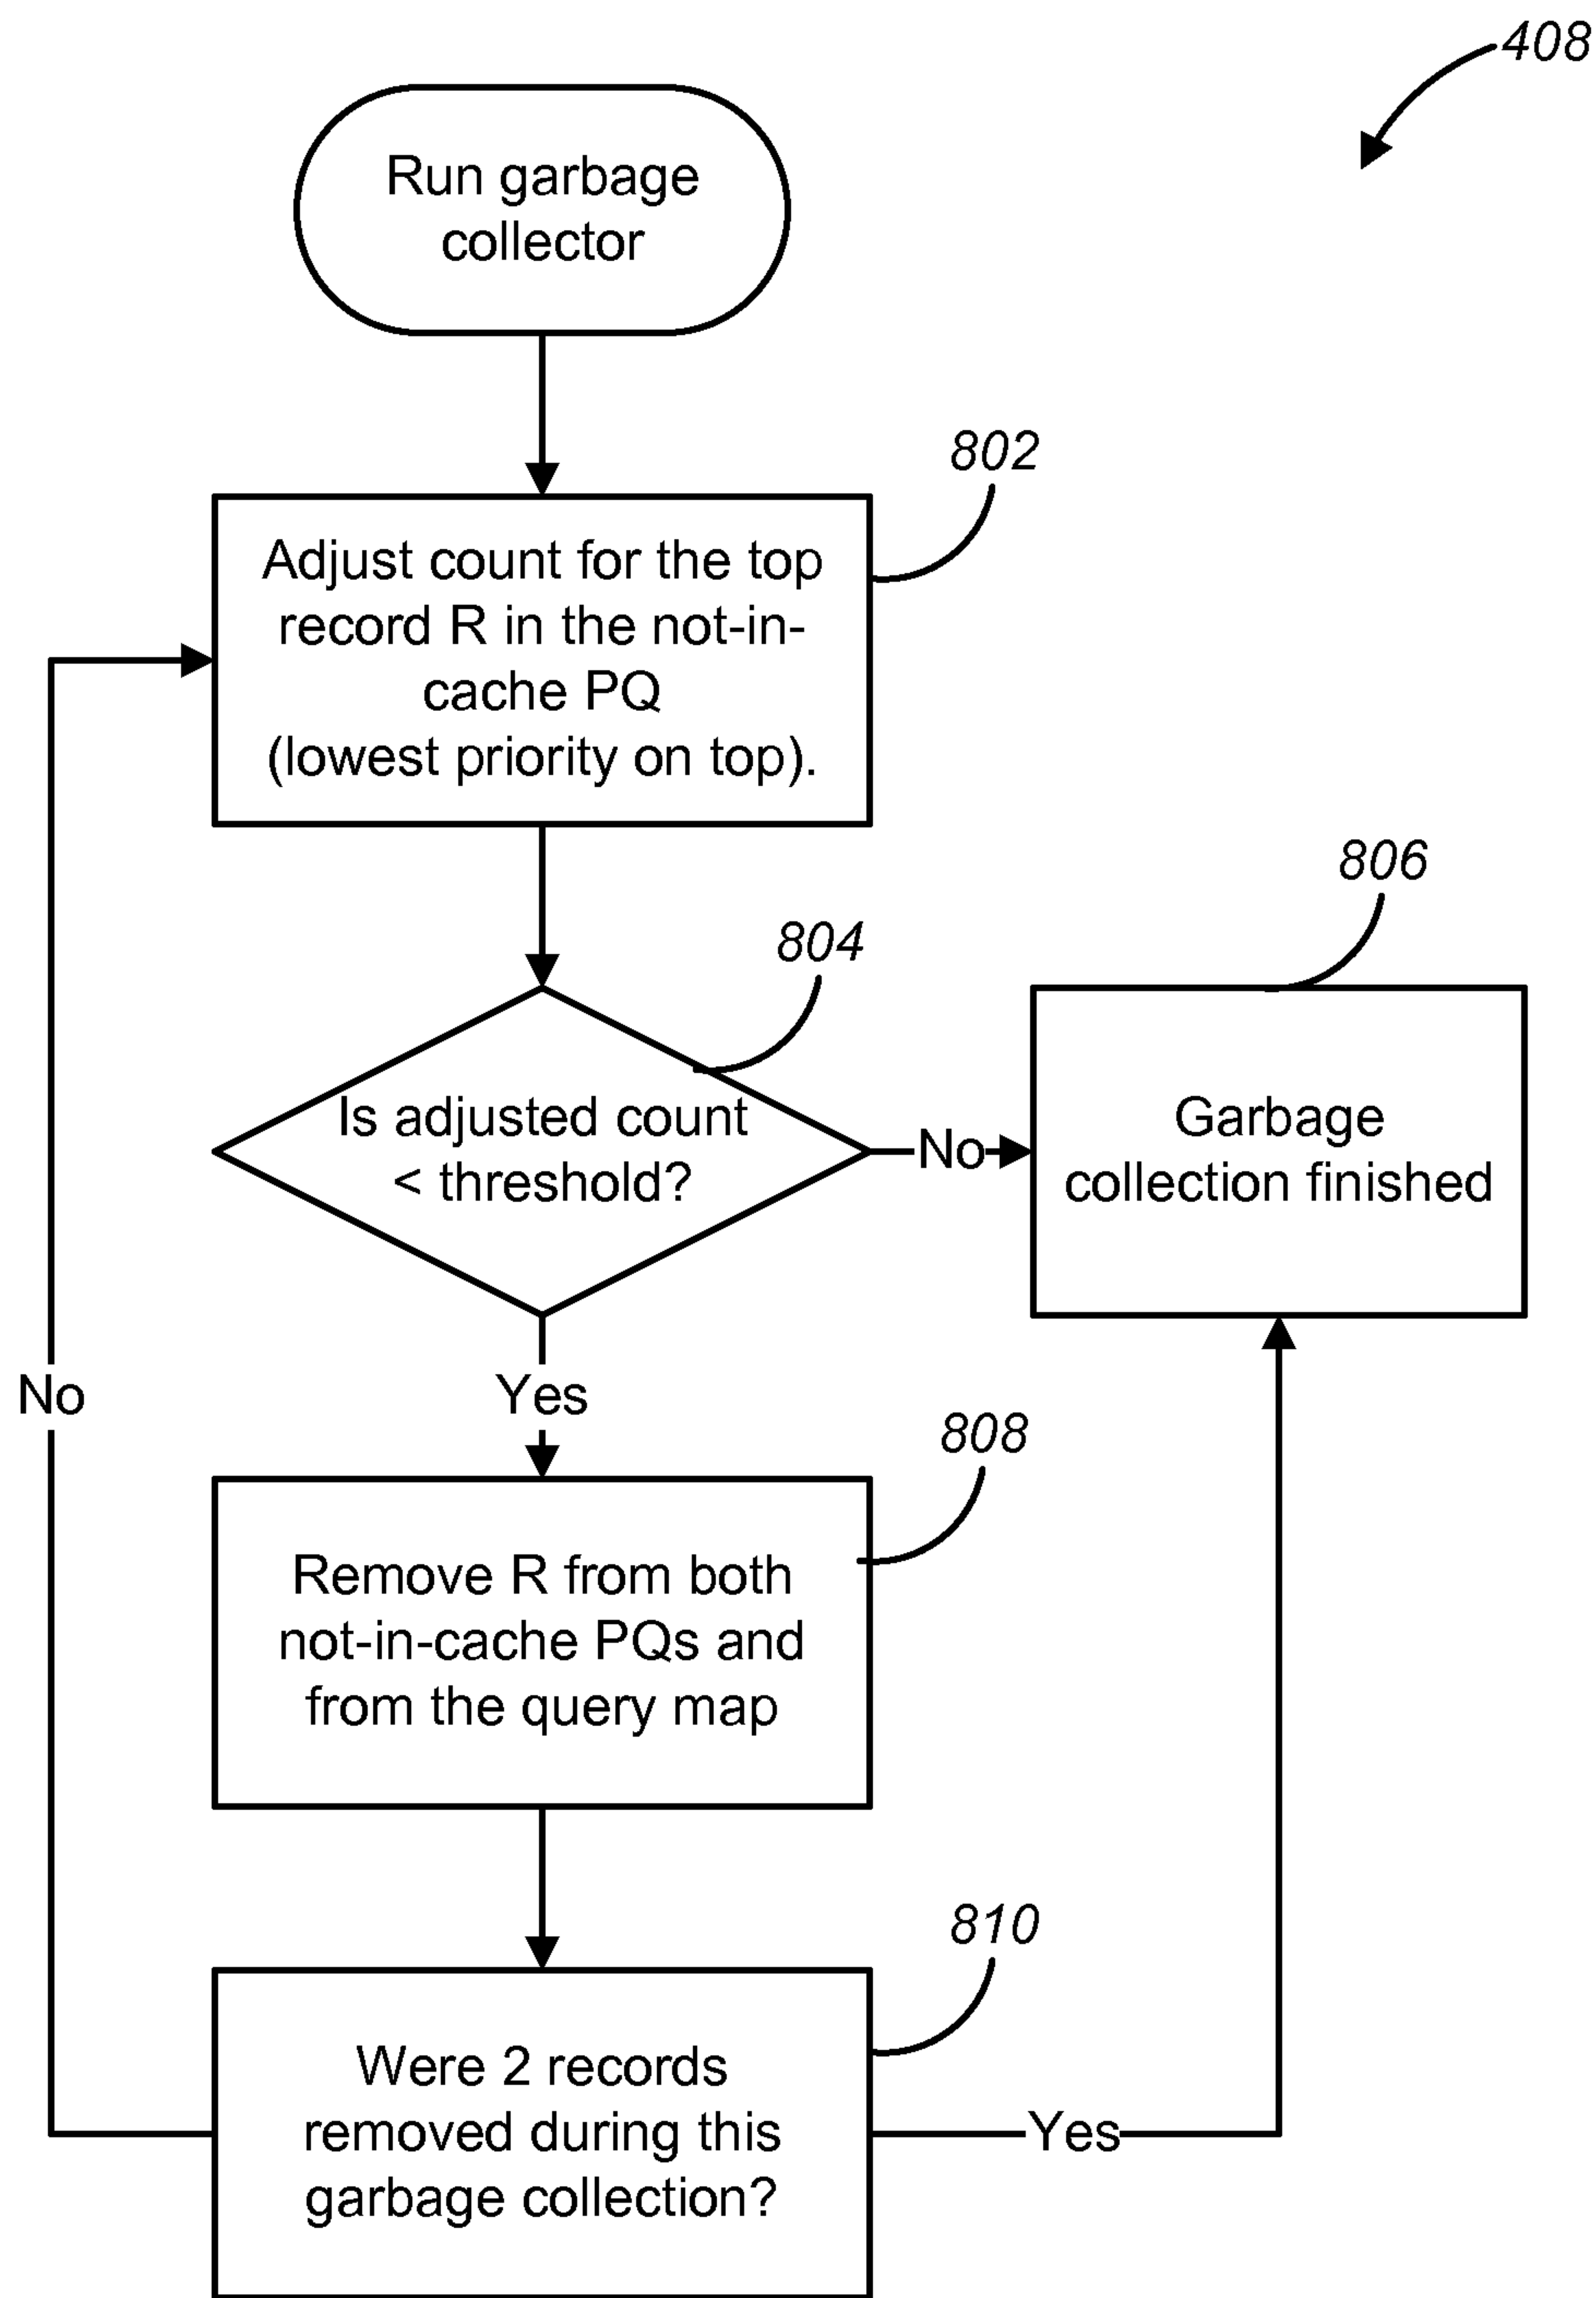 408
Run garbage
collector
802
Adjust count for the top
record R in the not-in-
cache PQ
(lowest priority on top).
806
804
Is adjusted count
< threshold?
No
Garbage
collection finished
No
Yes
808
Remove R from both
not-in-cache PQs and
from the query map
810
Were 2 records
removed during this
garbage collection?
Yes